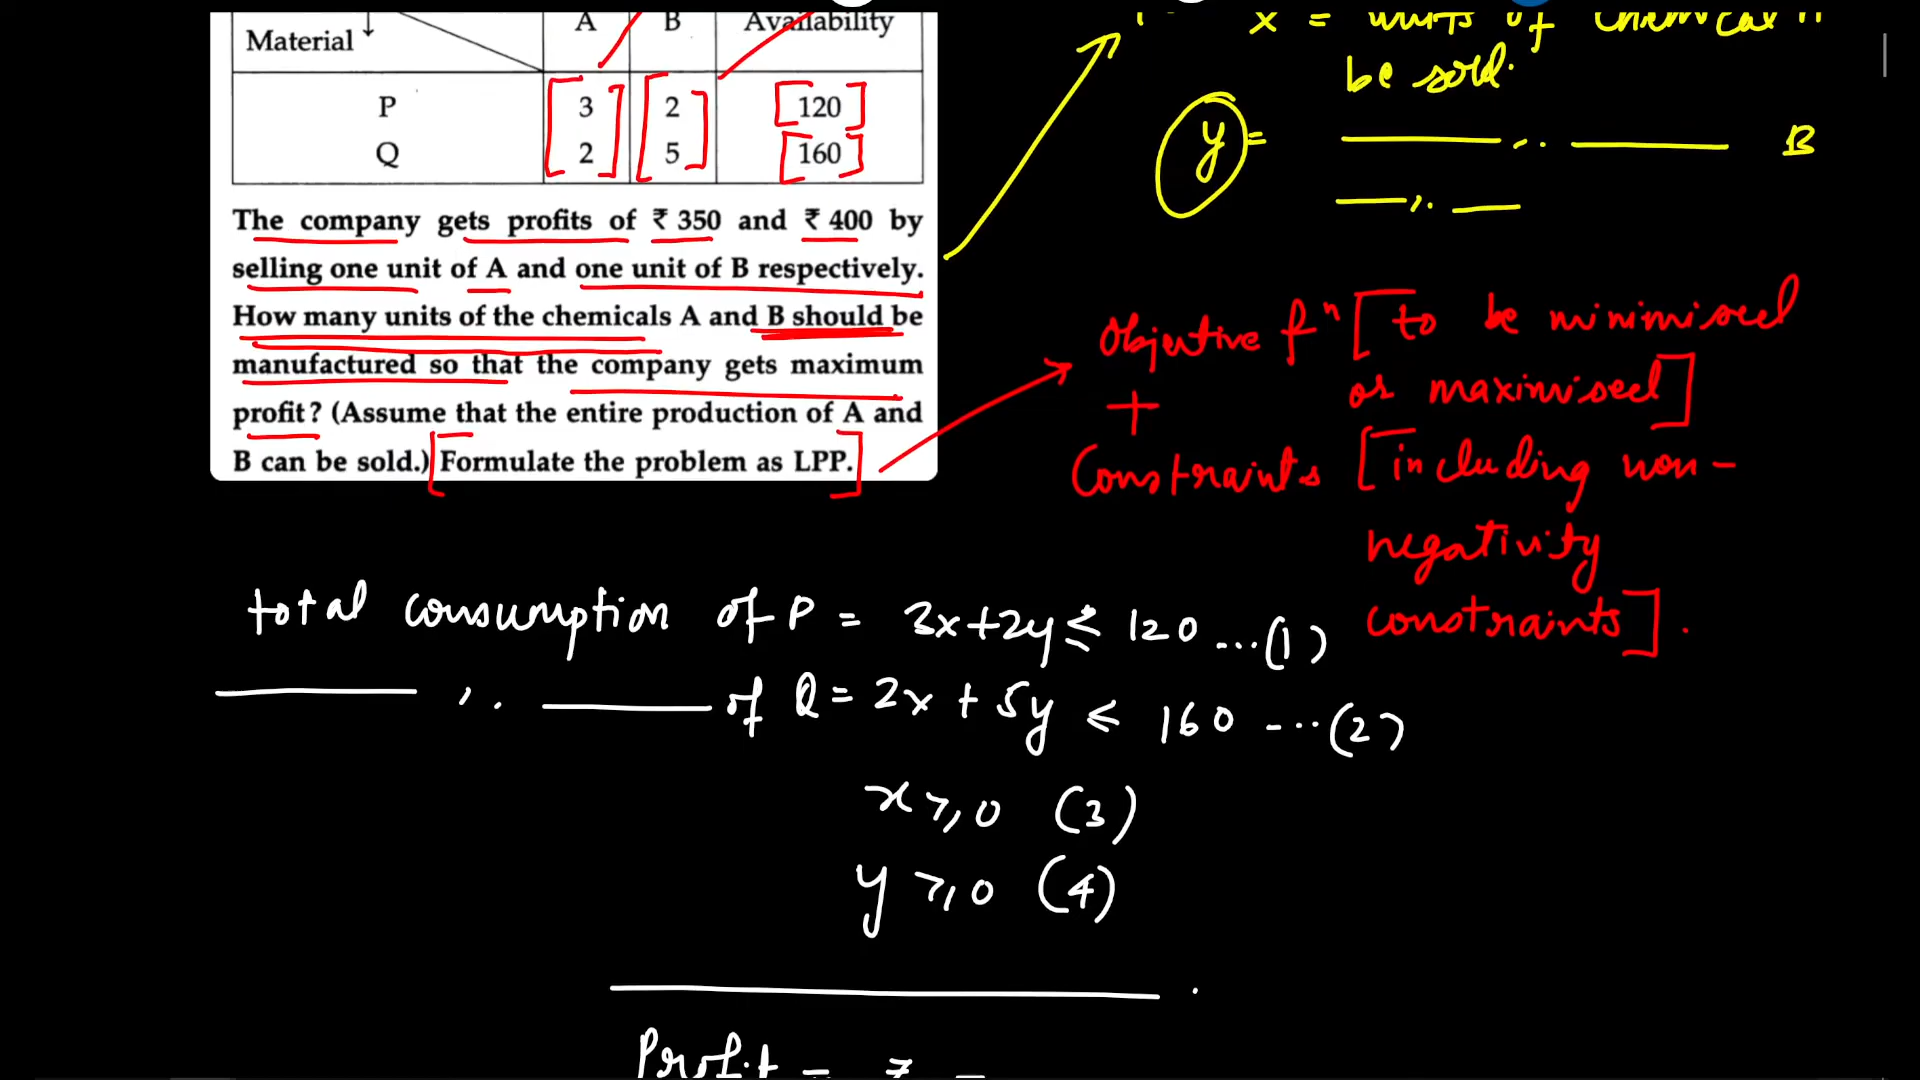 Material A B Availability
P 3 2 120
Q 2 5 160
The company gets profits of ₹ 350 and ₹ 400 by
selling one unit of A and one unit of B respectively.
How many units of the chemicals A and B should be
manufactured so that the company gets maximum
profit? (Assume that the entire production of A and
B can be sold.) Formulate the problem as LPP.
x = units of chemical A
be sold.
y = ,, B
,,
Objective fⁿ [to be minimised
or maximised]
+
Constraints [including non-
negativity
constraints].
total consumption of P = 3x+2y ≤ 120 ...(1)
,, of Q = 2x + 5y ≤ 160 ...(2)
x ≥ 0 (3)
y ≥ 0 (4)
Profit = z =